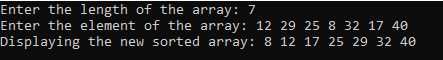 Enter the length of the array: 7
Enter the element of the array: 12 29 25 8 32 17 40
Displaying the new sorted array: 8 12 17 25 29 32 40